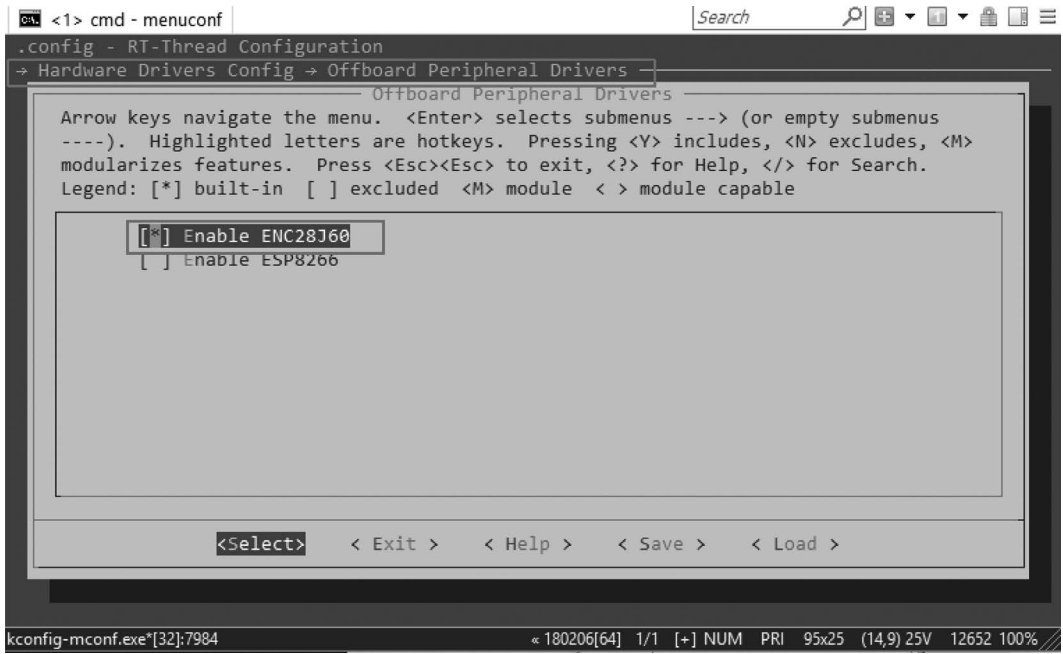 <1> cmd - menuconf
Search
.config - RT-Thread Configuration
→ Hardware Drivers Config → Offboard Peripheral Drivers
Offboard Peripheral Drivers
Arrow keys navigate the menu.  <Enter> selects submenus ---> (or empty submenus
----).  Highlighted letters are hotkeys.  Pressing <Y> includes, <N> excludes, <M>
modularizes features.  Press <Esc><Esc> to exit, <?> for Help, </> for Search.
Legend: [*] built-in  [ ] excluded  <M> module  < > module capable
[*] Enable ENC28J60
[ ] Enable ESP8266
<Select>    < Exit >    < Help >    < Save >    < Load >
kconfig-mconf.exe*[32]:7984    « 180206[64]  1/1  [+] NUM  PRI  95x25  (14,9) 25V  12652 100%